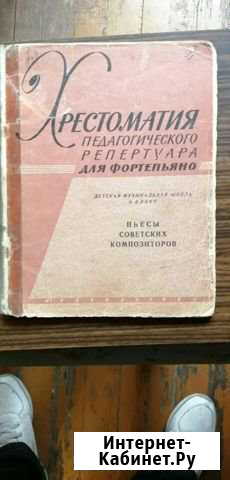 ХРЕСТОМАТИЯ
ПЕДАГОГИЧЕСКОГО
РЕПЕРТУАРА
ДЛЯ ФОРТЕПЬЯНО
ДЕТСКАЯ МУЗЫКАЛЬНАЯ ШКОЛА
ПЬЕСЫ
СОВЕТСКИХ
КОМПОЗИТОРОВ
Интернет-
Кабинет.Ру